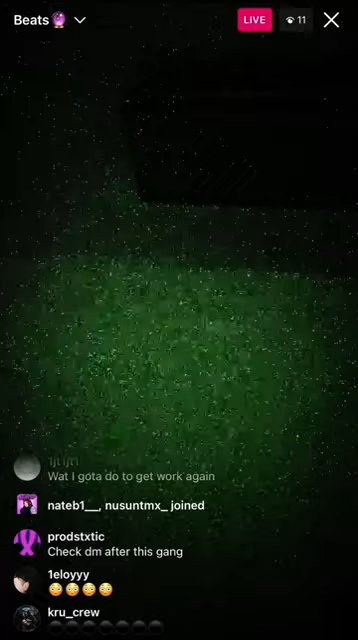 Beats🔮
LIVE
11
Wat I gota do to get work again
nateb1__, nusuntmx_ joined
prodstxtic
Check dm after this gang
1eloyyy
😳😳😳😳
kru_crew
🌚🌚🌚🌚🌚🌚🌚